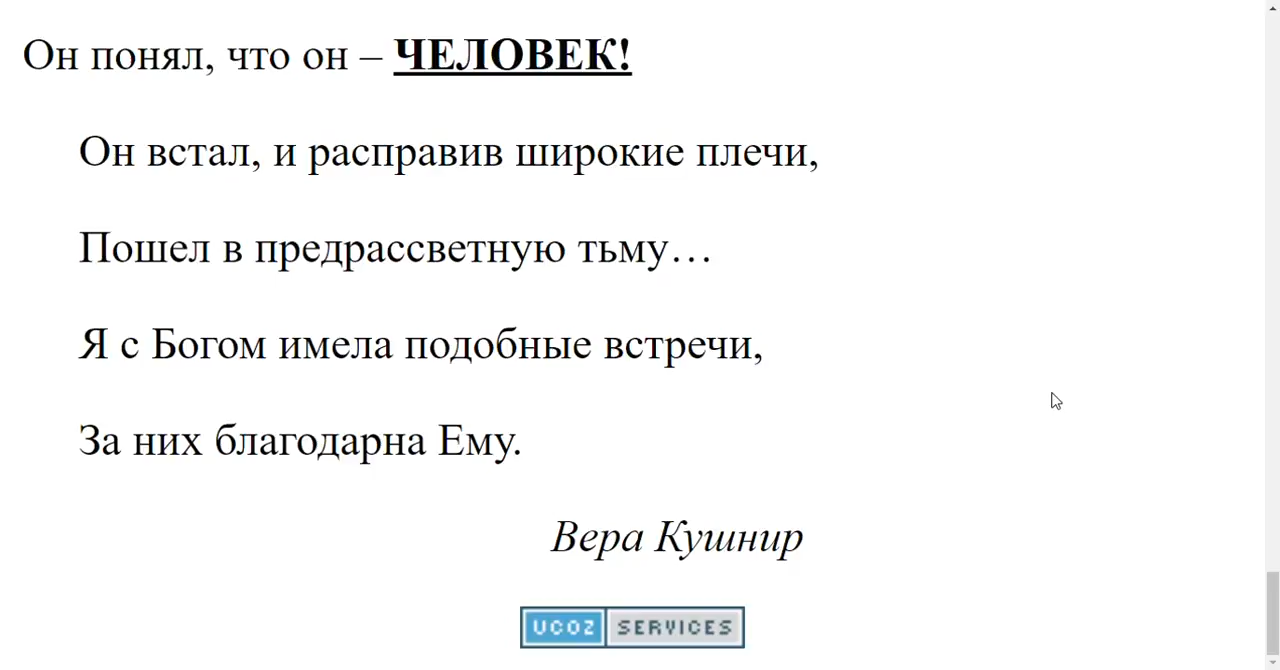 Он понял, что он – ЧЕЛОВЕК!
Он встал, и расправив широкие плечи,
Пошел в предрассветную тьму…
Я с Богом имела подобные встречи,
За них благодарна Ему.
Вера Кушнир
UCOZ SERVICES